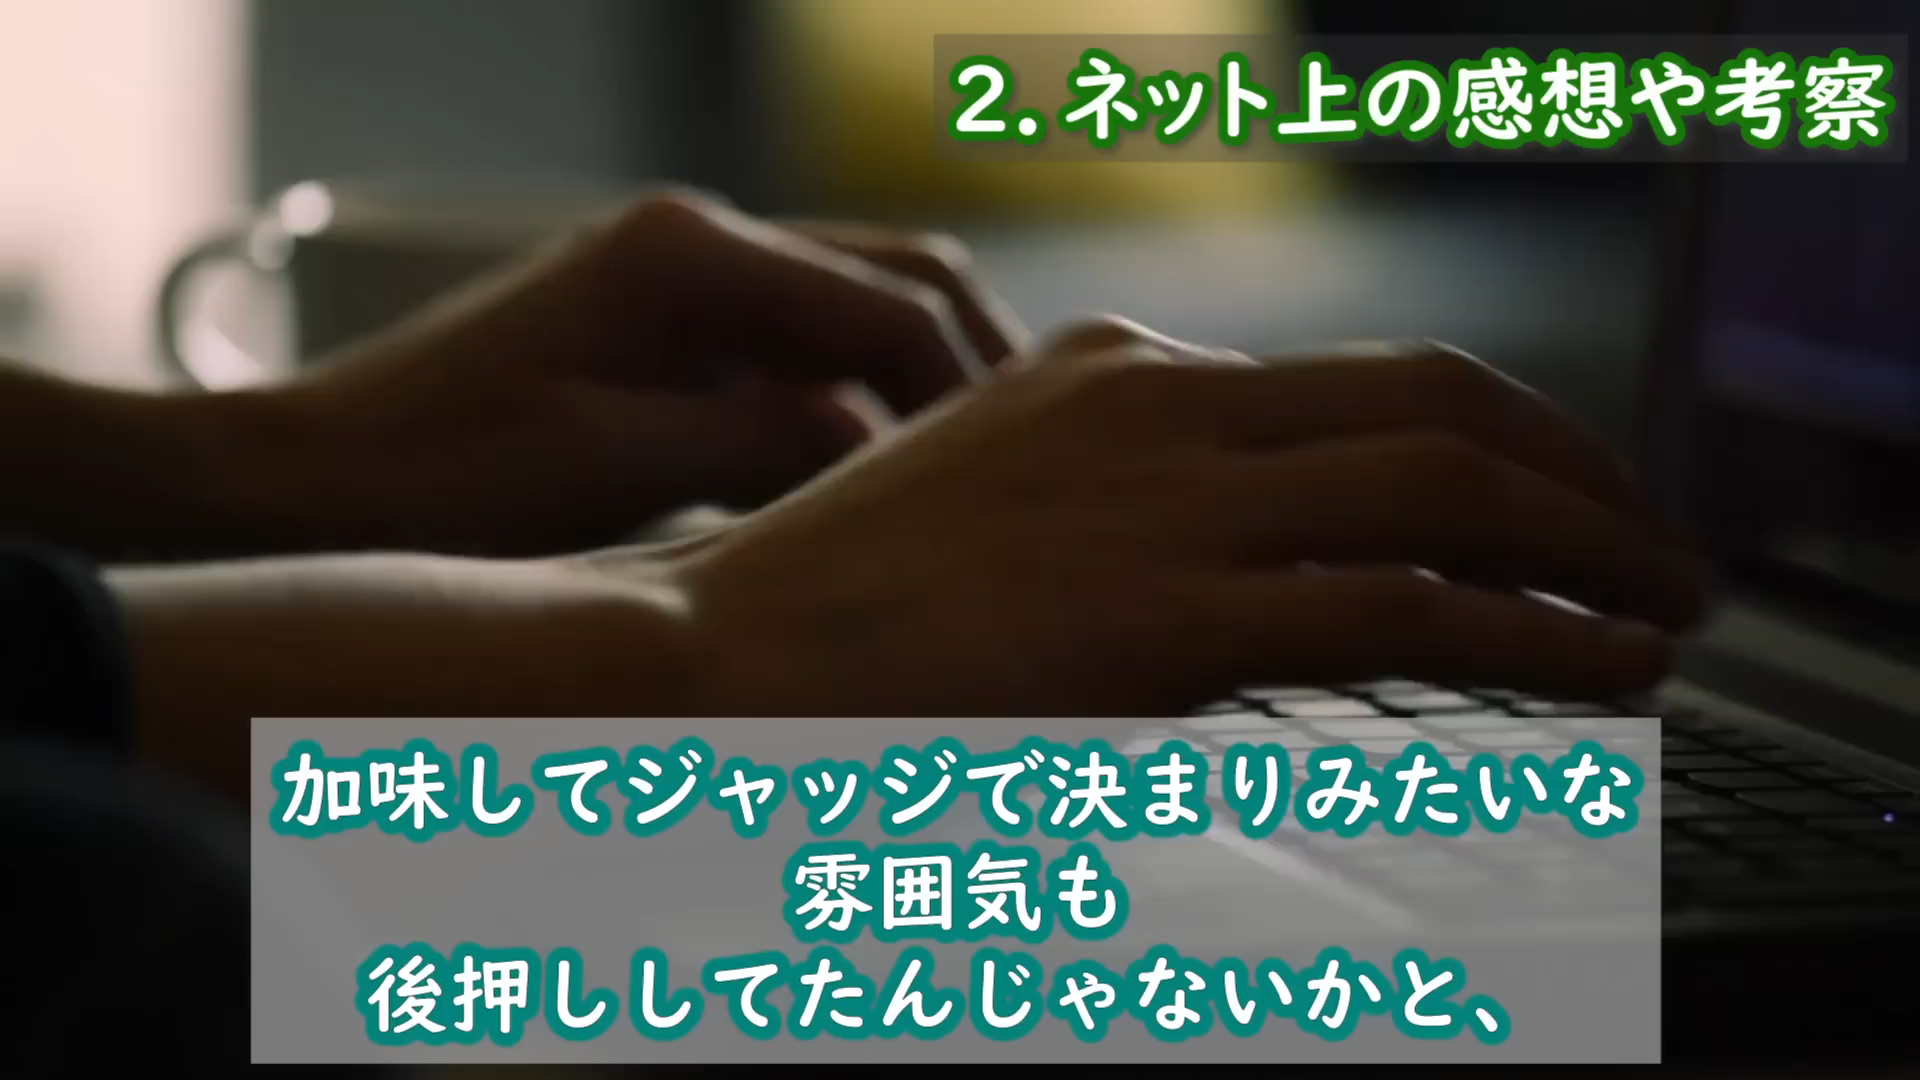 2. ネット上の感想や考察
加味してジャッジで決まりみたいな
雰囲気も
後押ししてたんじゃないかと、